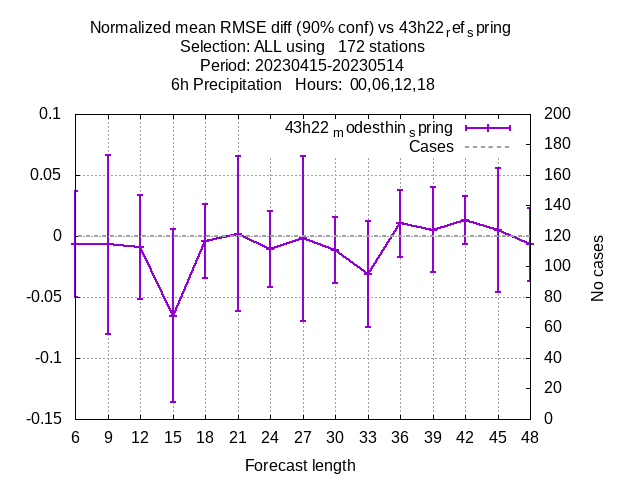 Normalized mean RMSE diff (90% conf) vs 43h22refspring
Selection: ALL using 172 stations
Period: 20230415-20230514
6h Precipitation Hours: 00,06,12,18
0.1 200
43h22 modesthinspring
180
Cases
0.05 160
140
0 120
100
-0.05 80
60
-0.1 40
20
-0.15 0
No cases
6 9 12 15 18 21 24 27 30 33 36 39 42 45 48
Forecast length